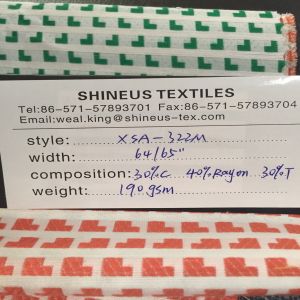 SHINEUS TEXTILES
Tel:86-571-57893701 Fax:86-571-57893704
Email:weal.king@shineus-tex.com
style: XSA-322M
width: 64/65"
composition: 30%C 40%Rayon 30%T
weight: 190gsm